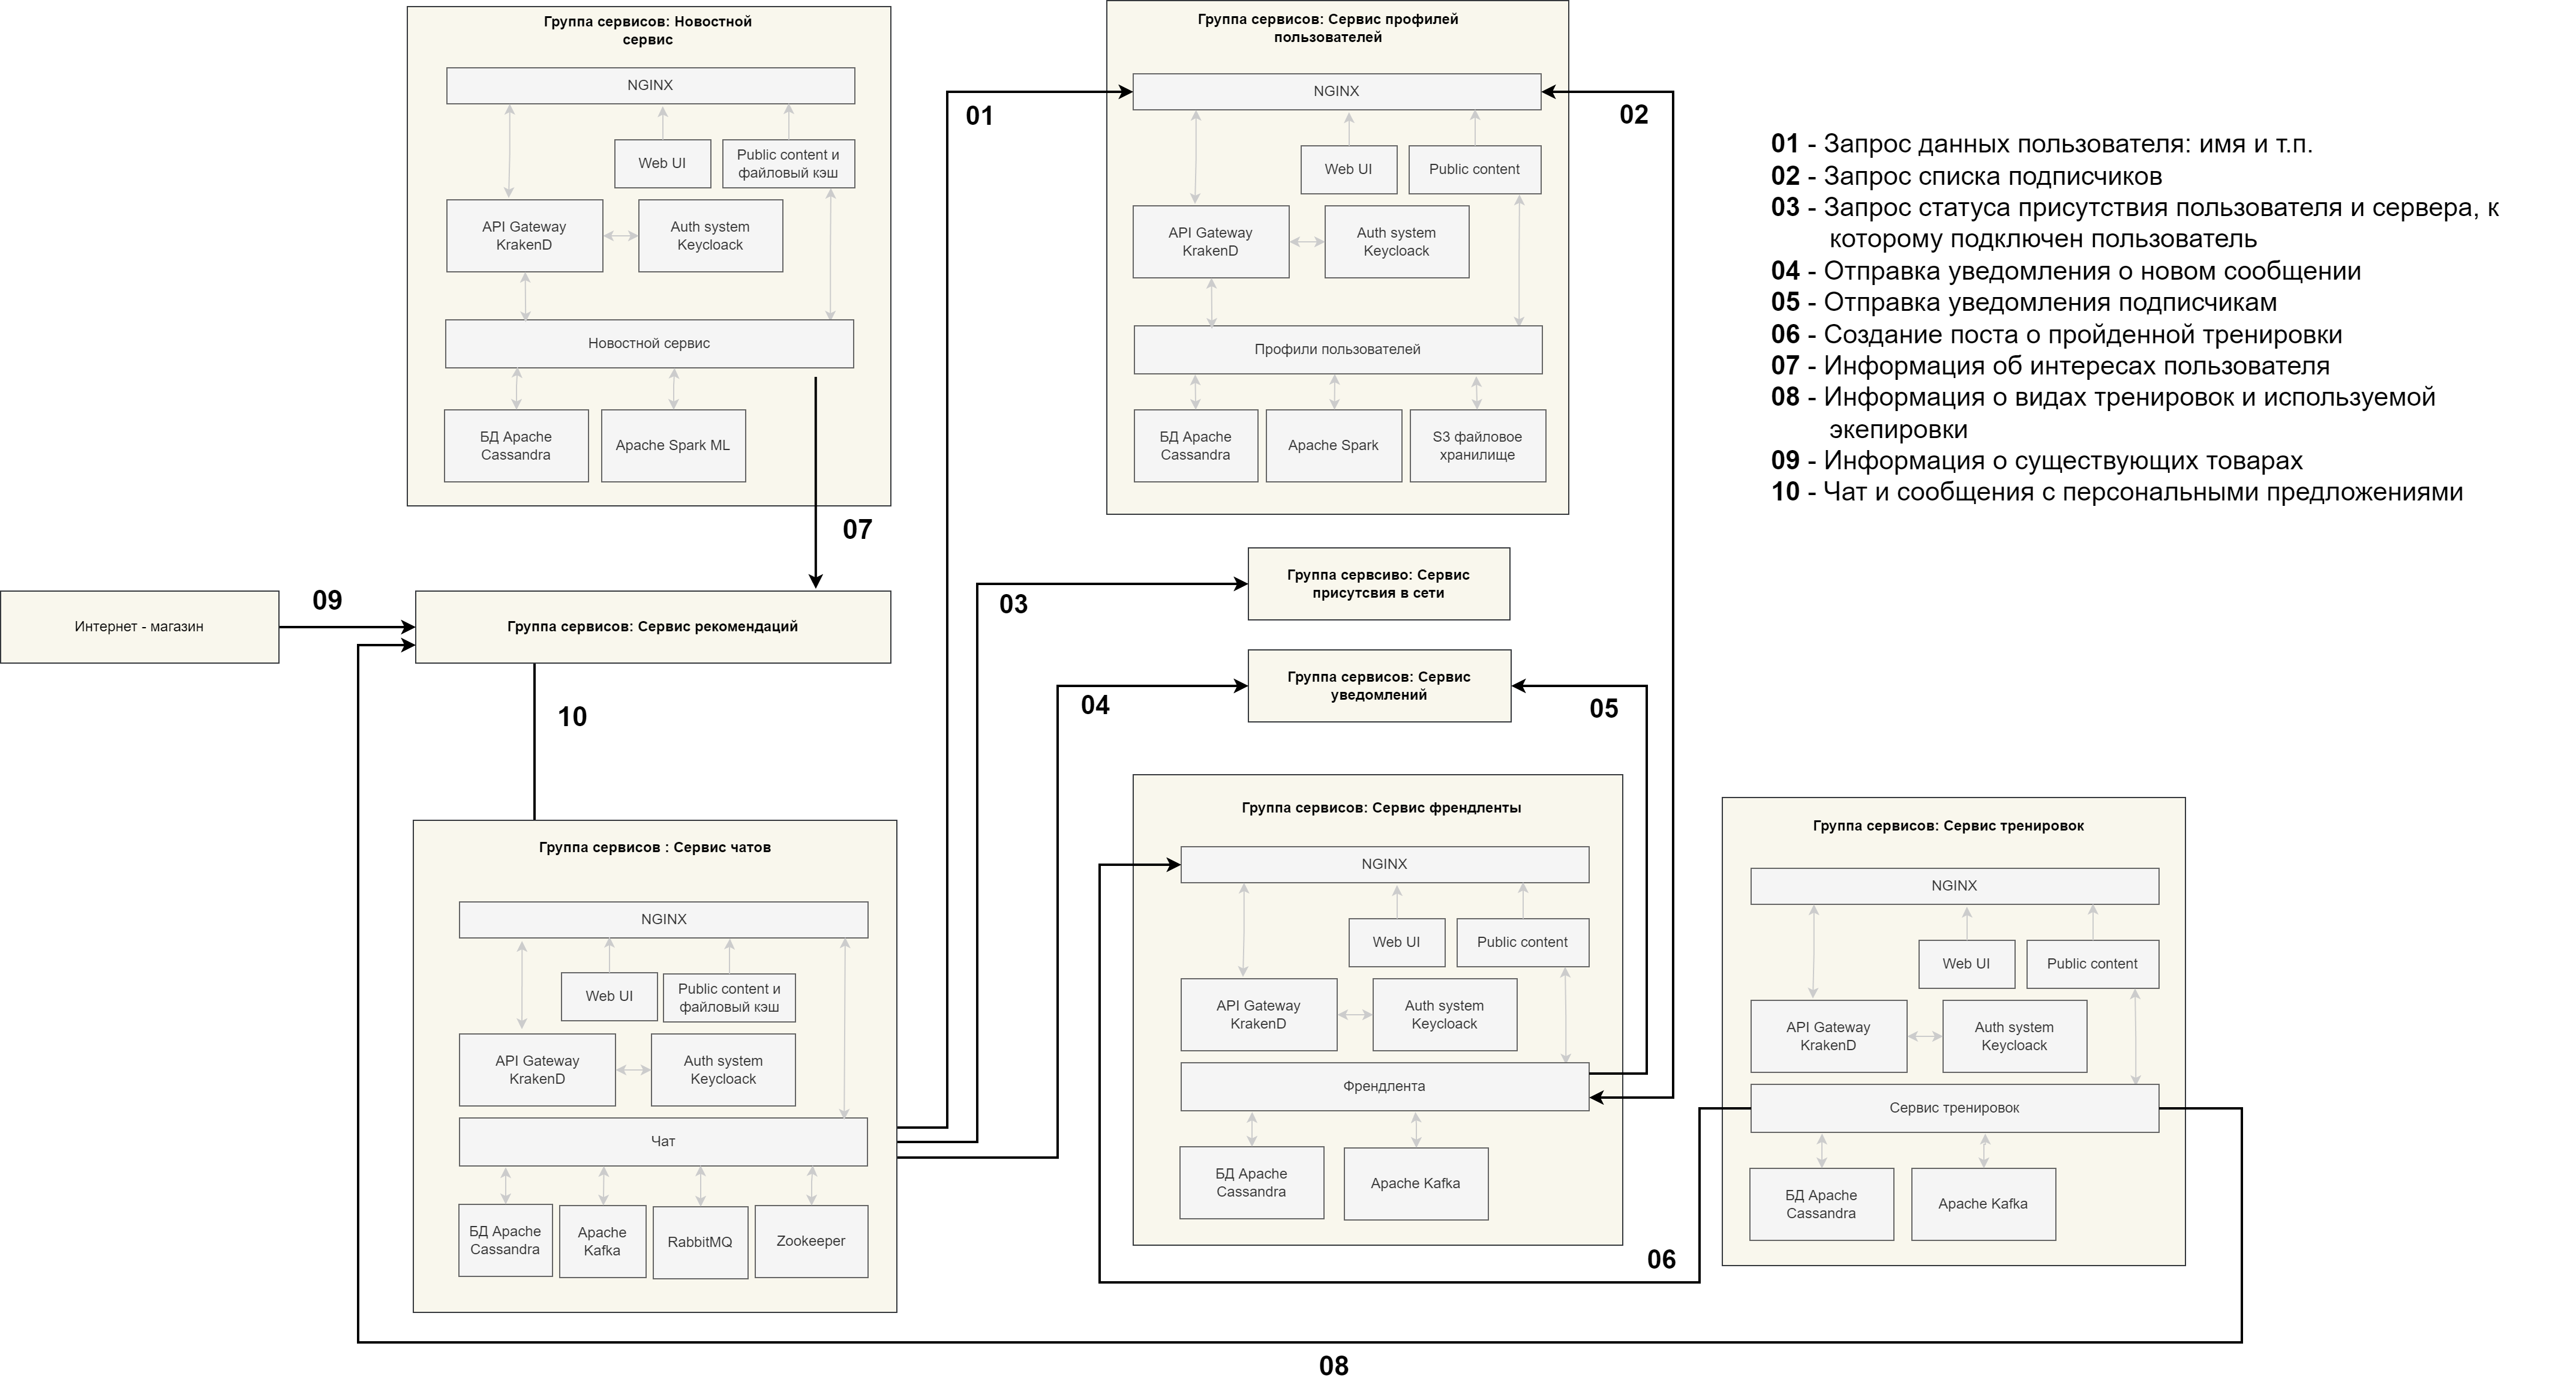 Группа сервисов: Новостной
сервис
NGINX
Web UI
Public content и
файловый кэш
API Gateway
KrakenD
Auth system
Keycloack
Новостной сервис
БД Apache
Cassandra
Apache Spark ML
07
Группа сервисов: Сервис профилей
пользователей
01
NGINX
02
Web UI
Public content
API Gateway
KrakenD
Auth system
Keycloack
Профили пользователей
БД Apache
Cassandra
Apache Spark
S3 файловое
хранилище
01 - Запрос данных пользователя: имя и т.п.
02 - Запрос списка подписчиков
03 - Запрос статуса присутствия пользователя и сервера, к
которому подключен пользователь
04 - Отправка уведомления о новом сообщении
05 - Отправка уведомления подписчикам
06 - Создание поста о пройденной тренировки
07 - Информация об интересах пользователя
08 - Информация о видах тренировок и используемой
экепировки
09 - Информация о существующих товарах
10 - Чат и сообщения с персональными предложениями
Интернет - магазин
09
Группа сервисов: Сервис рекомендаций
10
03
Группа сервсиво: Сервис
присутсвия в сети
04
Группа сервисов: Сервис
уведомлений
05
Группа сервисов : Сервис чатов
NGINX
Web UI
Public content и
файловый кэш
API Gateway
KrakenD
Auth system
Keycloack
Чат
БД Apache
Cassandra
Apache
Kafka
RabbitMQ
Zookeeper
Группа сервисов: Сервис френдленты
NGINX
Web UI
Public content
API Gateway
KrakenD
Auth system
Keycloack
Френдлента
БД Apache
Cassandra
Apache Kafka
06
Группа сервисов: Сервис тренировок
NGINX
Web UI
Public content
API Gateway
KrakenD
Auth system
Keycloack
Сервис тренировок
БД Apache
Cassandra
Apache Kafka
08